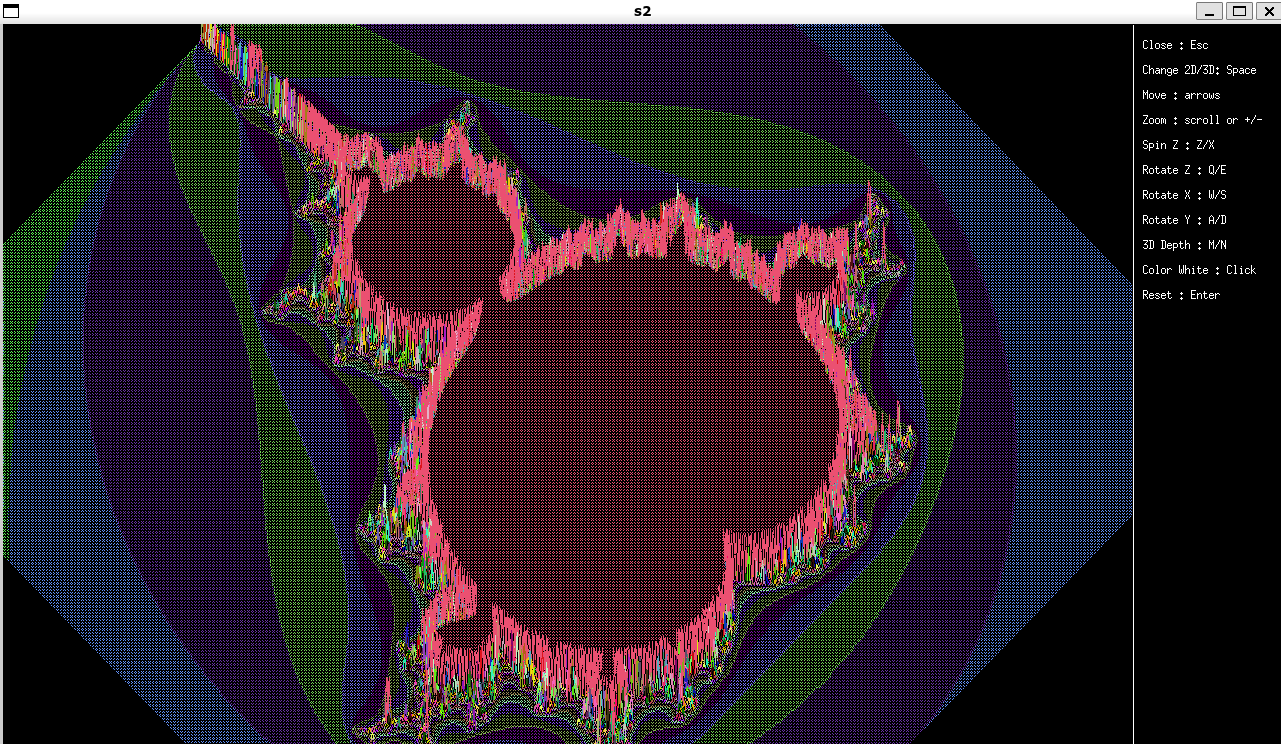 s2
Close : Esc
Change 2D/3D: Space
Move : arrows
Zoom : scroll or +/-
Spin Z : Z/X
Rotate Z : Q/E
Rotate X : W/S
Rotate Y : A/D
3D Depth : M/N
Color White : Click
Reset : Enter